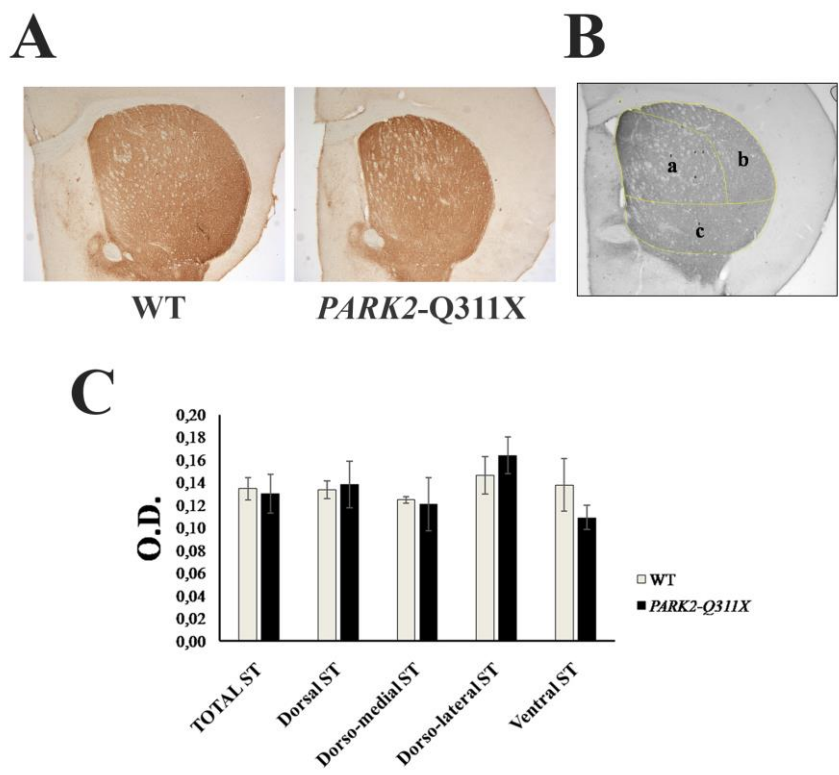 A
B
WT
PARK2-Q311X
a
b
c
C
O.D.
0,20
0,18
0,16
0,14
0,12
0,10
0,08
0,06
0,04
0,02
0,00
TOTAL ST
Dorsal ST
Dorso-medial ST
Dorso-lateral ST
Ventral ST
WT
PARK2-Q311X